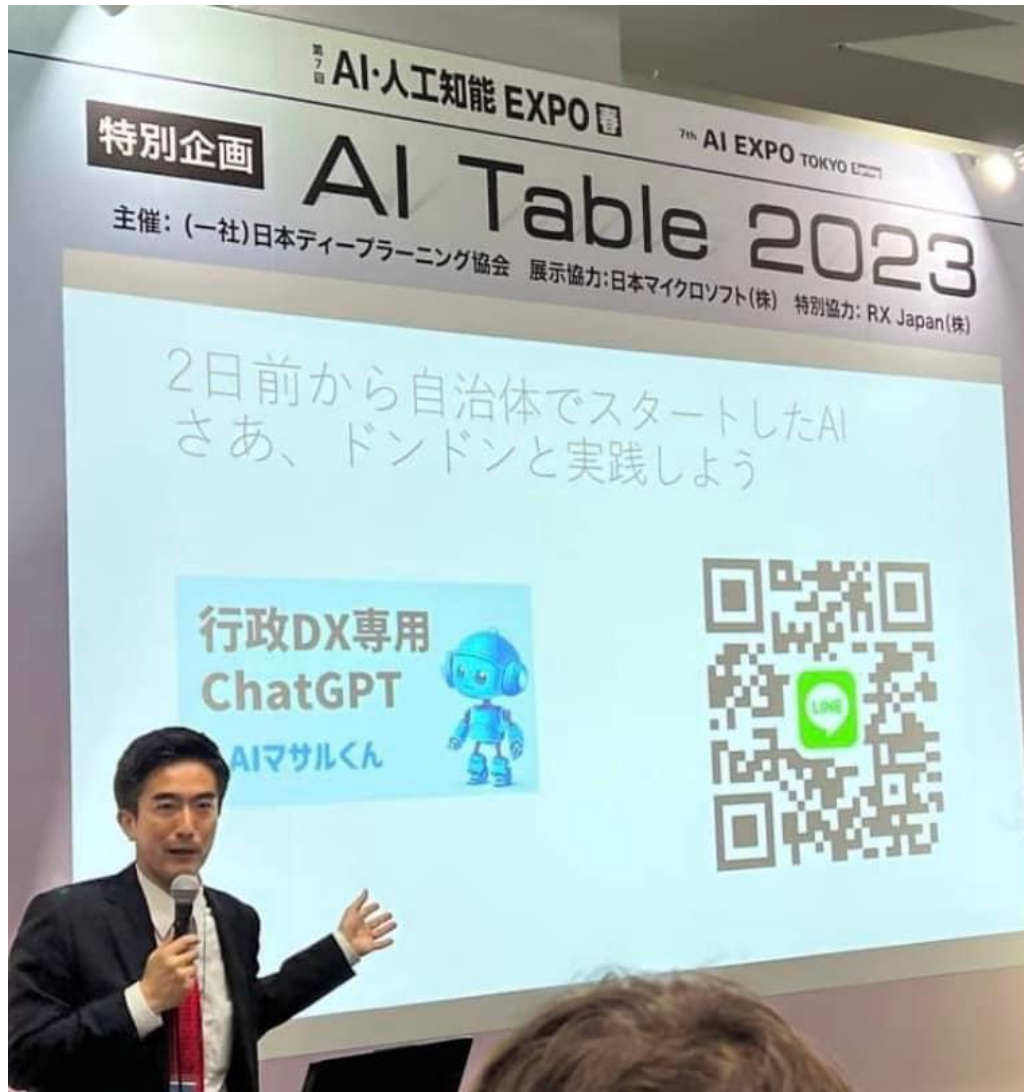 第7回 AI・人工知能 EXPO 春
7th AI EXPO TOKYO
特別企画 AI Table 2023
主催：(一社)日本ディープラーニング協会 展示協力：日本マイクロソフト(株) 特別協力：RX Japan(株)
2日前から自治体でスタートしたAI
さあ、ドンドンと実践しよう
行政DX専用
ChatGPT
AIマサルくん
LINE